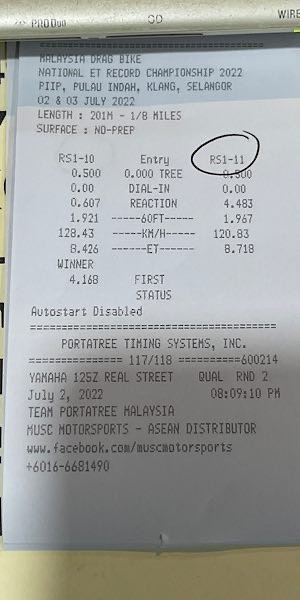 PRODuo
WIRE
MALAYSIA DRAG BIKE
NATIONAL ET RECORD CHAMPIONSHIP 2022
PIIP, PULAU INDAH, KLANG, SELANGOR
02 & 03 JULY 2022
LENGTH : 201M - 1/8 MILES
SURFACE : NO-PREP
RS1-10 Entry RS1-11
0.500 0.000 TREE 0.500
0.00 DIAL-IN 0.00
0.607 REACTION 4.483
1.921 ------60FT----- 1.967
128.43 -----KM/H----- 120.83
8.426 ------ET------ 8.718
WINNER
4.168 FIRST
STATUS
Autostart Disabled
========================================
PORTATREE TIMING SYSTEMS, INC.
=============== 117/118 ==========600214
YAMAHA 125Z REAL STREET QUAL RND 2
July 2, 2022 08:09:10 PM
TEAM PORTATREE MALAYSIA
MUSC MOTORSPORTS - ASEAN DISTRIBUTOR
www.facebook.com/muscmotorsports
+6016-6681490